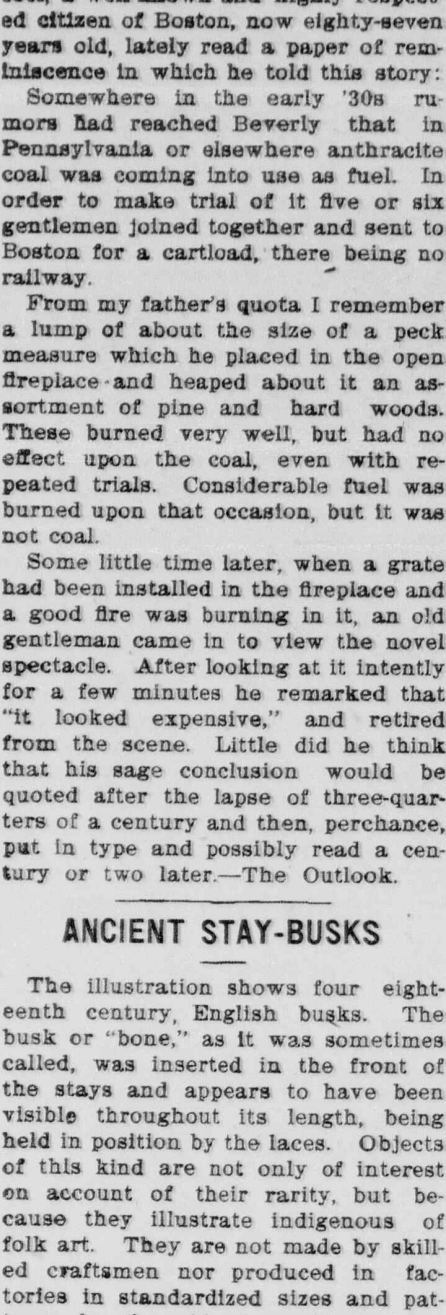 ed citizen of Boston, now eighty-seven
years old, lately read a paper of rem-
iniscence in which he told this story:
Somewhere in the early '30s ru-
mors had reached Beverly that in
Pennsylvania or elsewhere anthracite
coal was coming into use as fuel. In
order to make trial of it five or six
gentlemen joined together and sent to
Boston for a cartload, there being no
railway.
From my father's quota I remember
a lump of about the size of a peck
measure which he placed in the open
fireplace and heaped about it an as-
sortment of pine and hard woods.
These burned very well, but had no
effect upon the coal, even with re-
peated trials. Considerable fuel was
burned upon that occasion, but it was
not coal.
Some little time later, when a grate
had been installed in the fireplace and
a good fire was burning in it, an old
gentleman came in to view the novel
spectacle. After looking at it intently
for a few minutes he remarked that
"it looked expensive," and retired
from the scene. Little did he think
that his sage conclusion would be
quoted after the lapse of three-quar-
ters of a century and then, perchance,
put in type and possibly read a cen-
tury or two later.—The Outlook.
ANCIENT STAY-BUSKS
The illustration shows four eight-
eenth century, English busks. The
busk or "bone," as it was sometimes
called, was inserted in the front of
the stays and appears to have been
visible throughout its length, being
held in position by the laces. Objects
of this kind are not only of interest
on account of their rarity, but be-
cause they illustrate indigenous of
folk art. They are not made by skill-
ed craftsmen nor produced in fac-
tories in standardized sizes and pat-